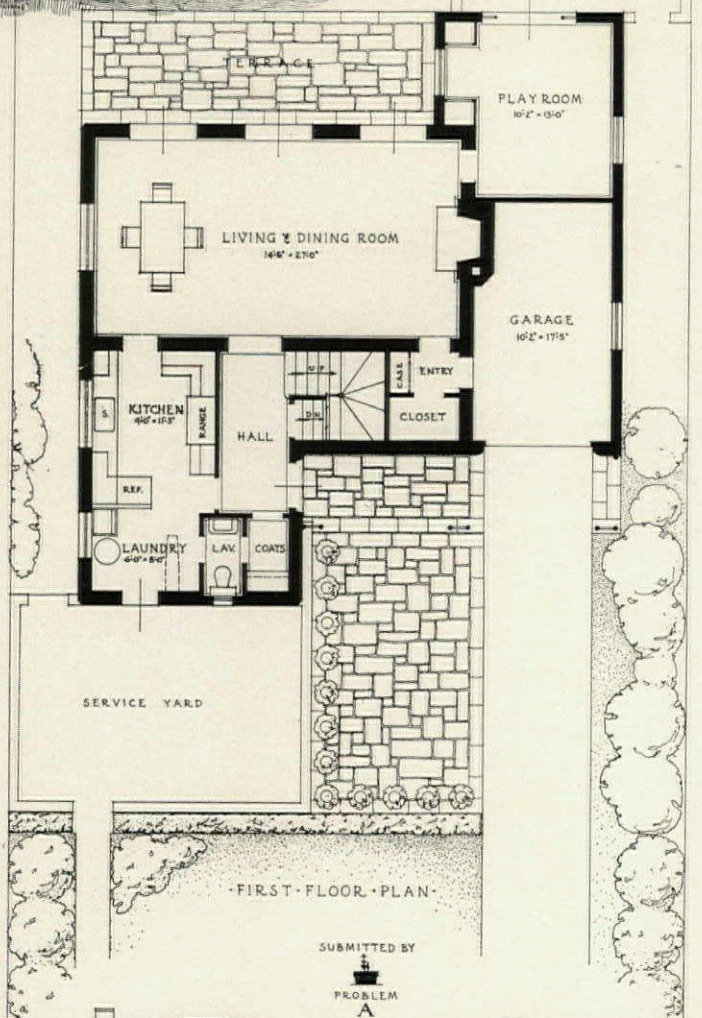 TERRACE
PLAY ROOM
10'-2" × 13'-0"
LIVING & DINING ROOM
14'-6" × 27'-0"
GARAGE
10'-2" × 17'-5"
UP
CASE
ENTRY
S.
KITCHEN
RANGE
DN
CLOSET
HALL
REF.
LAUNDRY
6'-0" × 8'-0"
LAV.
COATS
SERVICE YARD
·FIRST·FLOOR·PLAN·
SUBMITTED BY
PROBLEM
A